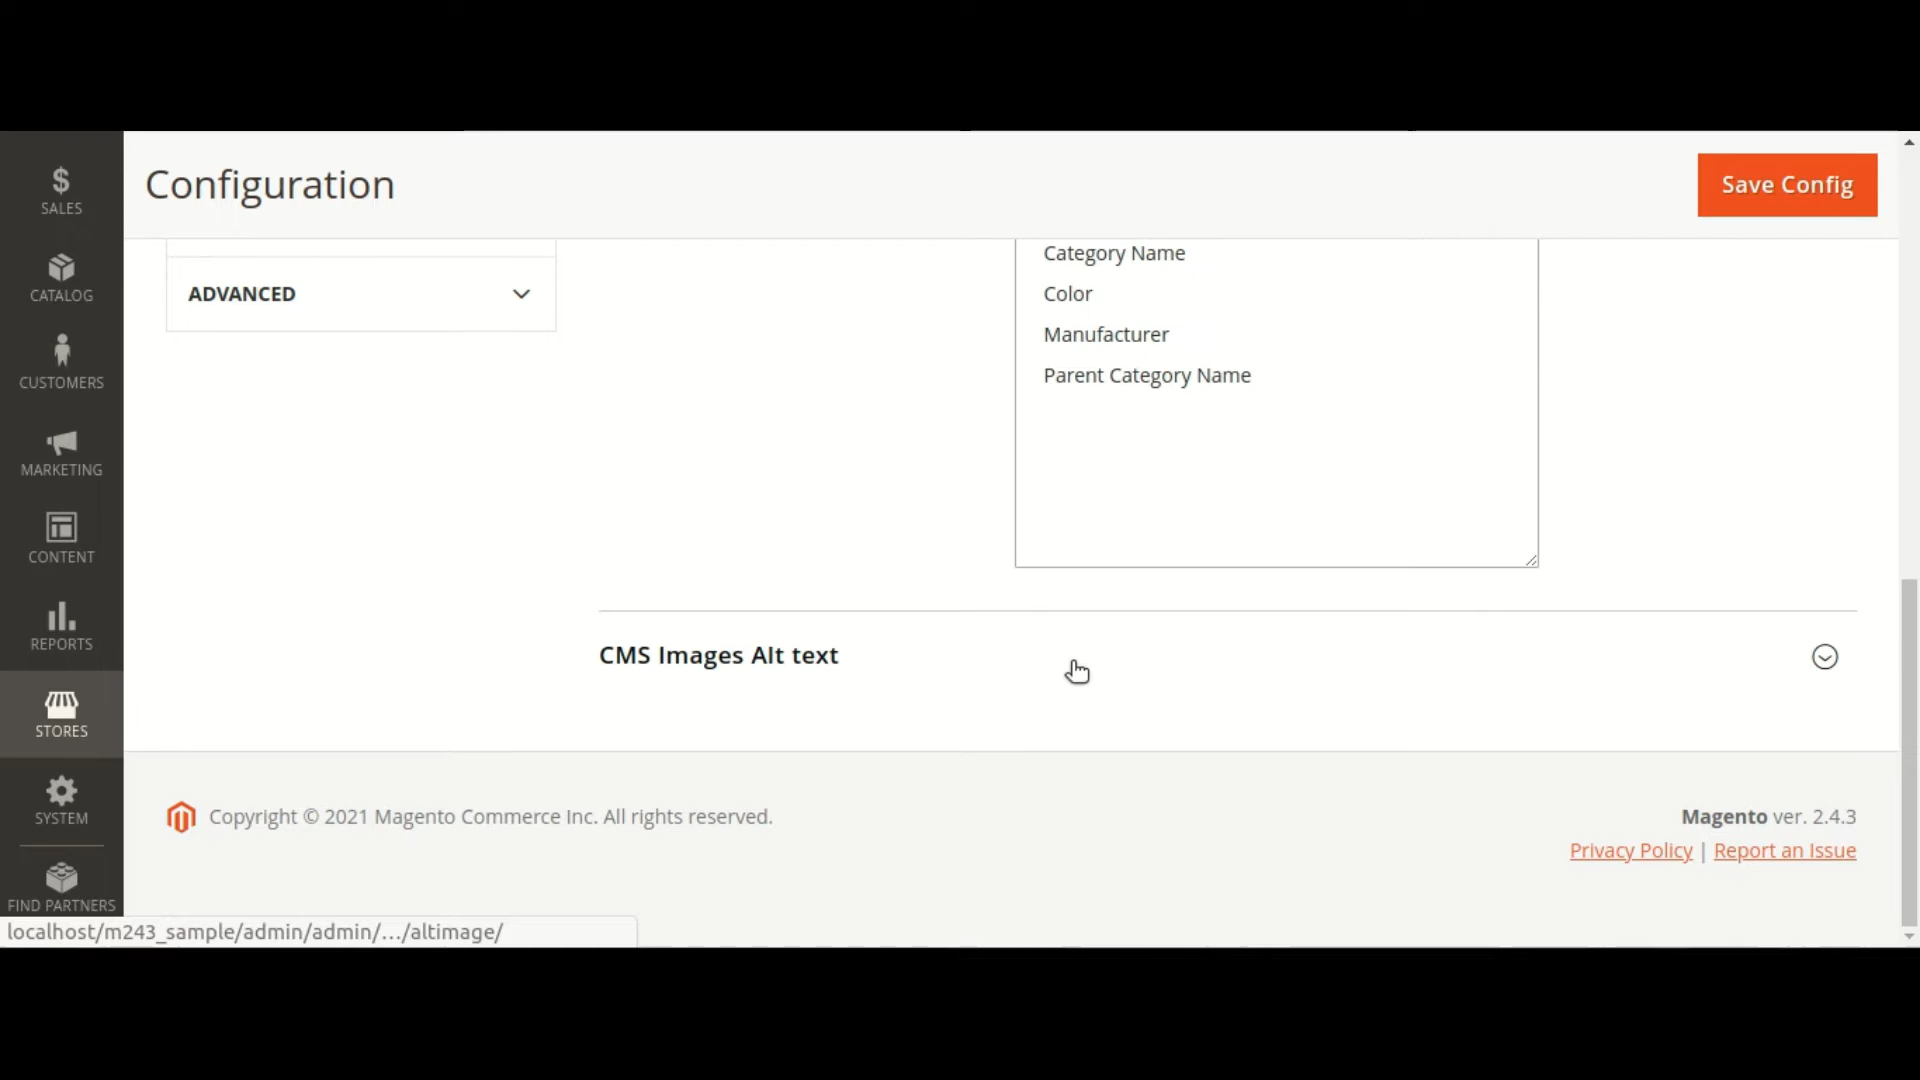 SALES
CATALOG
CUSTOMERS
MARKETING
CONTENT
REPORTS
STORES
SYSTEM
FIND PARTNERS
Configuration
Save Config
ADVANCED
Category Name
Color
Manufacturer
Parent Category Name
CMS Images Alt text
Copyright © 2021 Magento Commerce Inc. All rights reserved.
Magento ver. 2.4.3
Privacy Policy | Report an Issue
localhost/m243_sample/admin/admin/.../altimage/